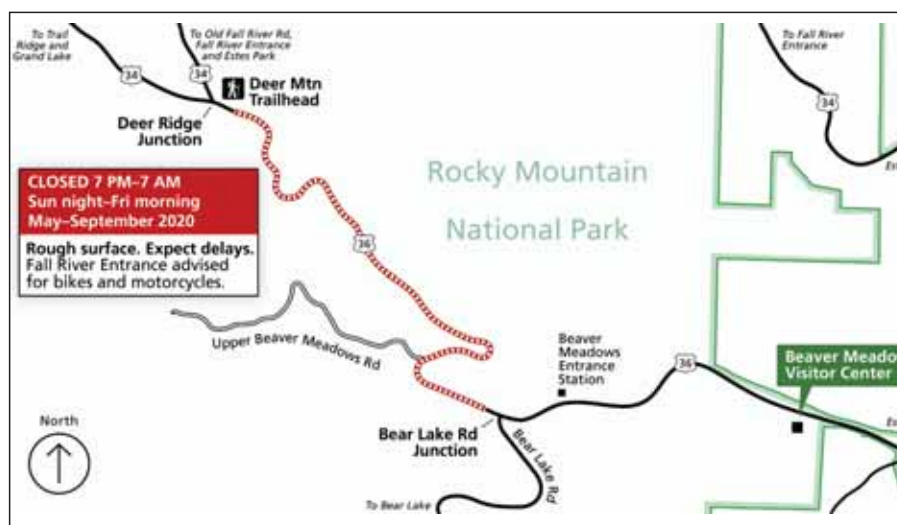 To Trail
Ridge and
Grand Lake
To Old Fall River Rd,
Fall River Entrance
and Estes Park
To Fall River
Entrance
34
34
34
Deer Mtn
Trailhead
Deer Ridge
Junction
CLOSED 7 PM–7 AM
Sun night–Fri morning
May–September 2020
Rough surface. Expect delays.
Fall River Entrance advised
for bikes and motorcycles.
Rocky Mountain
National Park
36
Es
Upper Beaver Meadows Rd
Beaver
Meadows
Entrance
Station
36
Beaver Meado
Visitor Center
North
Bear Lake Rd
Junction
Bear Lake Rd
Es
To Bear Lake